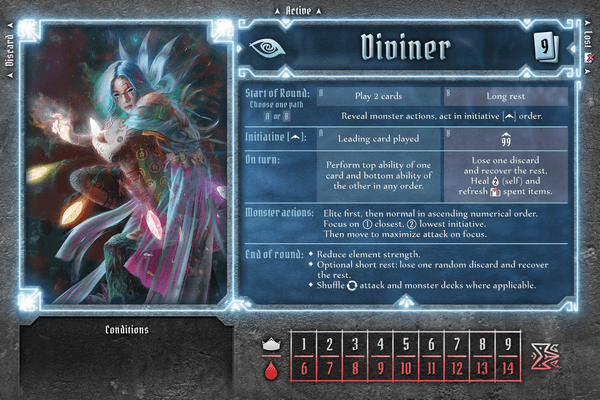 Active
Discard
Lost
Diviner
9
Start of Round:
Choose one path
A or B
A Play 2 cards
B Long rest
Reveal monster actions, act in initiative order.
Initiative [ ]:
A Leading card played
B 99
On turn:
Perform top ability of one
card and bottom ability of
the other in any order.
Lose one discard
and recover the rest,
Heal 2 (self) and
refresh spent items.
Monster actions:
Elite first, then normal in ascending numerical order.
Focus on ① closest, ② lowest initiative.
Then move to maximize attack on focus.
End of round:
◆ Reduce element strength.
◆ Optional short rest: lose one random discard and recover
the rest.
◆ Shuffle attack and monster decks where applicable.
Conditions
1 2 3 4 5 6 7 8 9
6 7 8 9 10 11 12 13 14